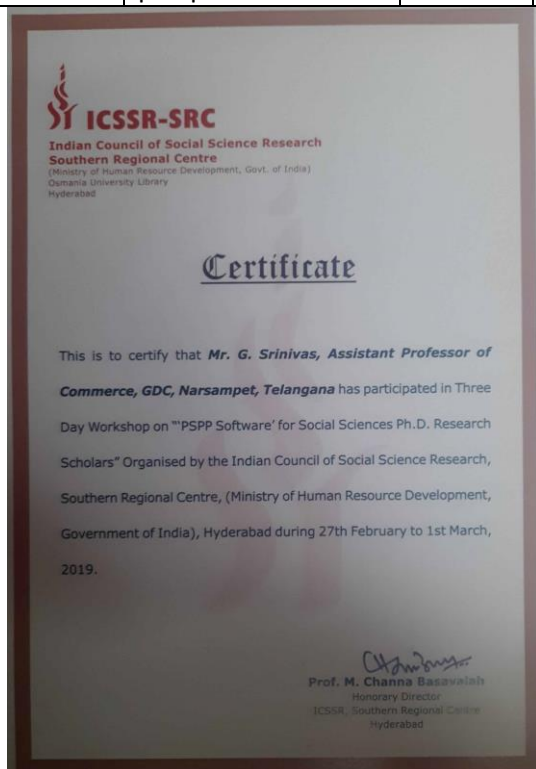 ICSSR-SRC
Indian Council of Social Science Research
Southern Regional Centre
(Ministry of Human Resource Development, Govt. of India)
Osmania University Library
Hyderabad
Certificate
This is to certify that Mr. G. Srinivas, Assistant Professor of
Commerce, GDC, Narsampet, Telangana has participated in Three
Day Workshop on "'PSPP Software' for Social Sciences Ph.D. Research
Scholars" Organised by the Indian Council of Social Science Research,
Southern Regional Centre, (Ministry of Human Resource Development,
Government of India), Hyderabad during 27th February to 1st March,
2019.
Prof. M. Channa Basavaiah
Honorary Director
ICSSR, Southern Regional Centre
Hyderabad